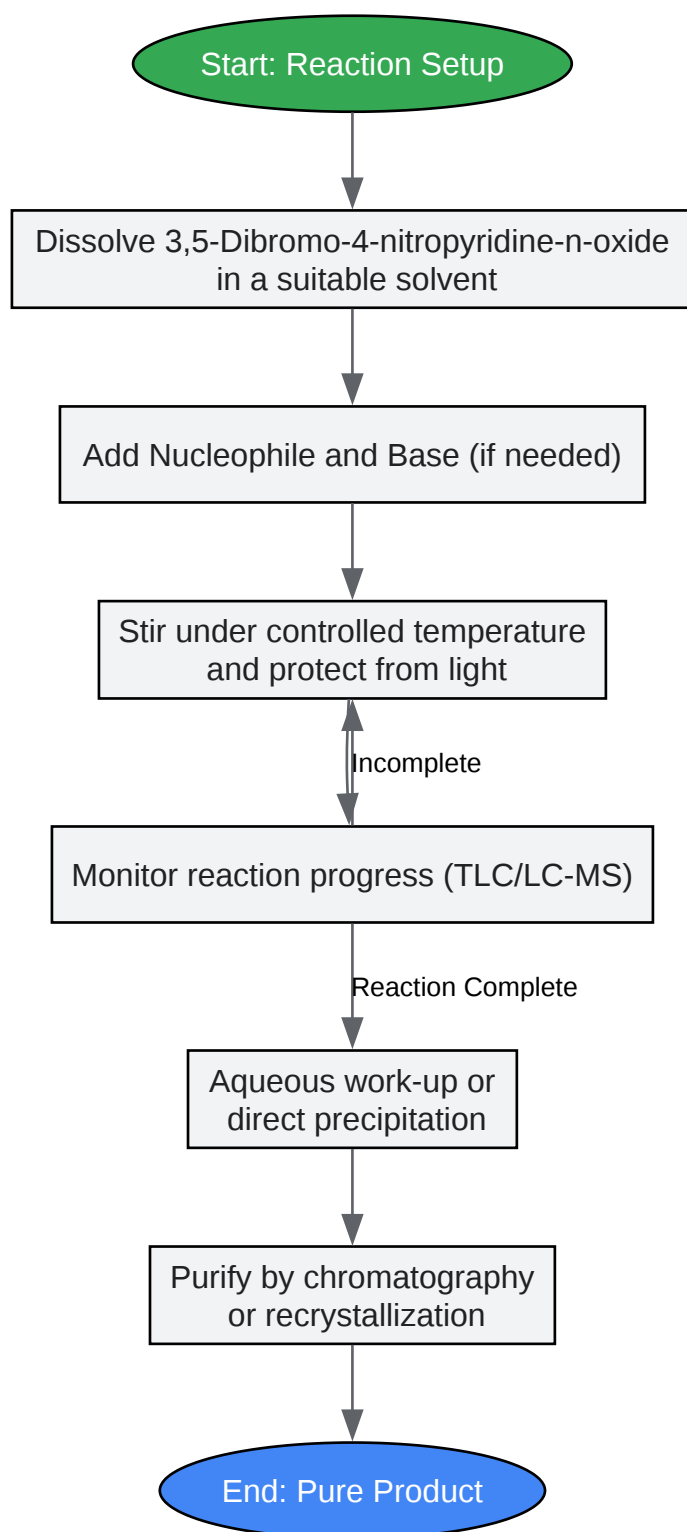 Start: Reaction Setup
Dissolve 3,5-Dibromo-4-nitropyridine-n-oxide
in a suitable solvent
Add Nucleophile and Base (if needed)
Stir under controlled temperature
and protect from light
Incomplete
Monitor reaction progress (TLC/LC-MS)
Reaction Complete
Aqueous work-up or
direct precipitation
Purify by chromatography
or recrystallization
End: Pure Product